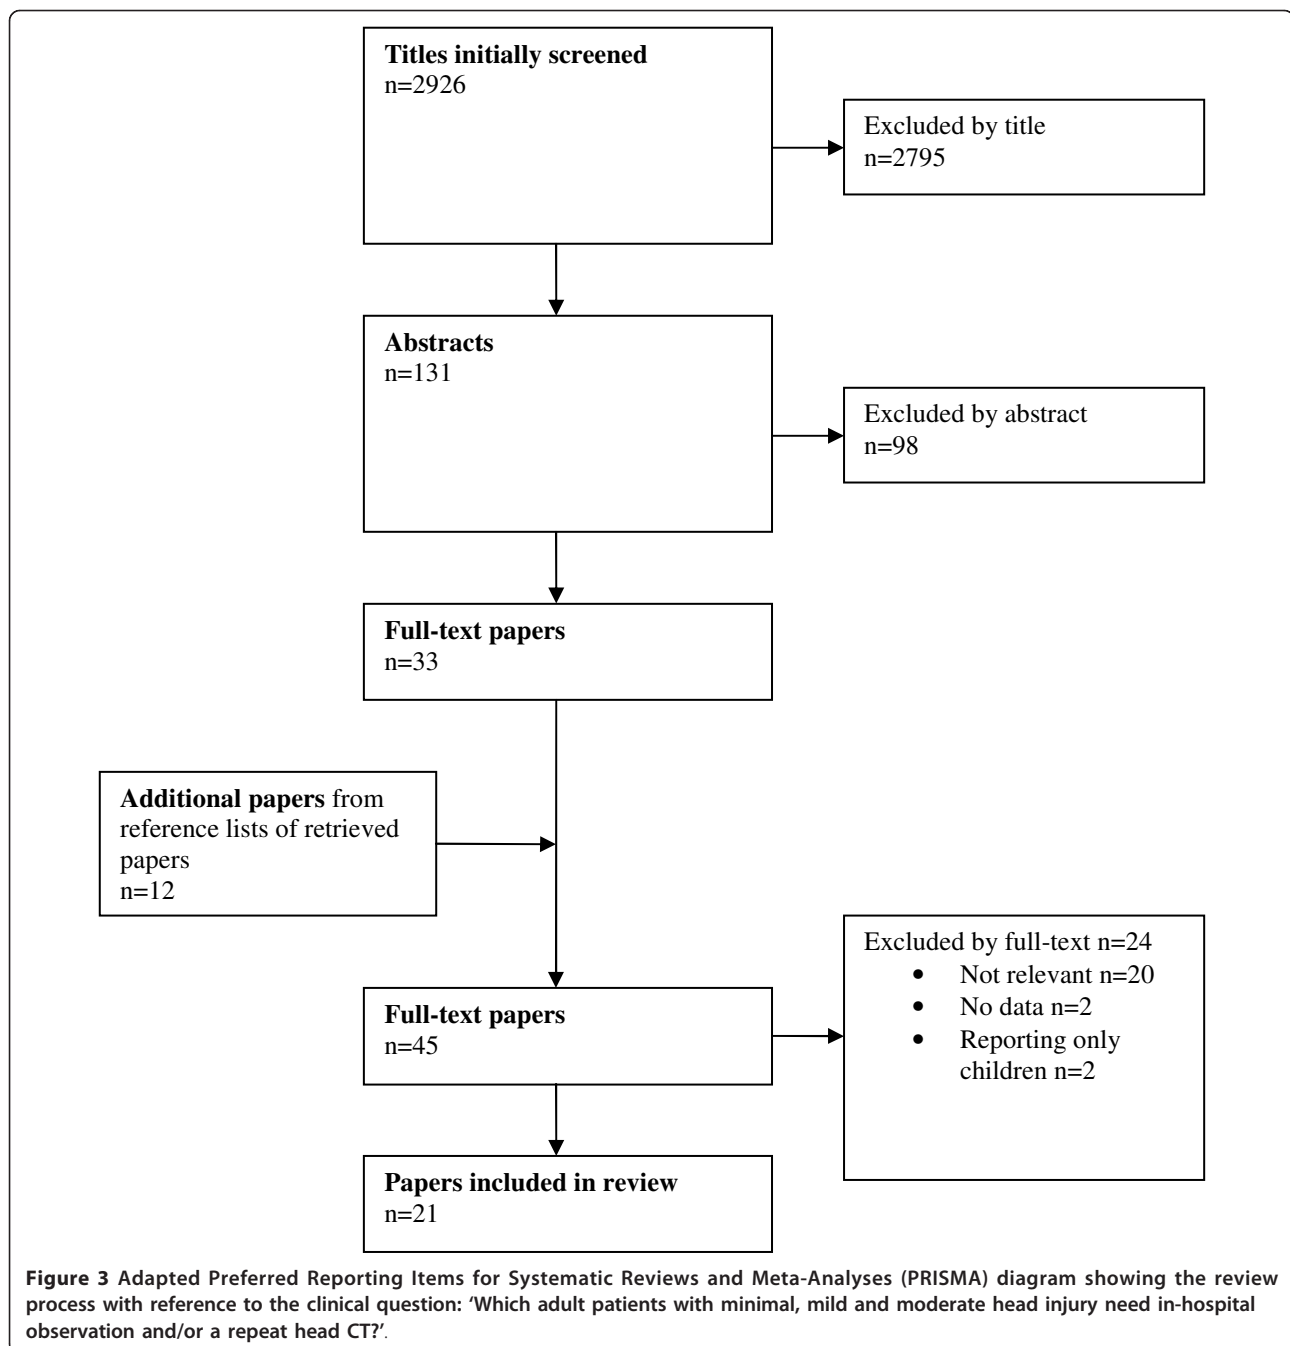 Titles initially screened
n=2926
Excluded by title
n=2795
Abstracts
n=131
Excluded by abstract
n=98
Full-text papers
n=33
Additional papers from
reference lists of retrieved
papers
n=12
Excluded by full-text n=24
• Not relevant n=20
• No data n=2
• Reporting only
children n=2
Full-text papers
n=45
Papers included in review
n=21
Figure 3 Adapted Preferred Reporting Items for Systematic Reviews and Meta-Analyses (PRISMA) diagram showing the review
process with reference to the clinical question: ‘Which adult patients with minimal, mild and moderate head injury need in-hospital
observation and/or a repeat head CT?’.